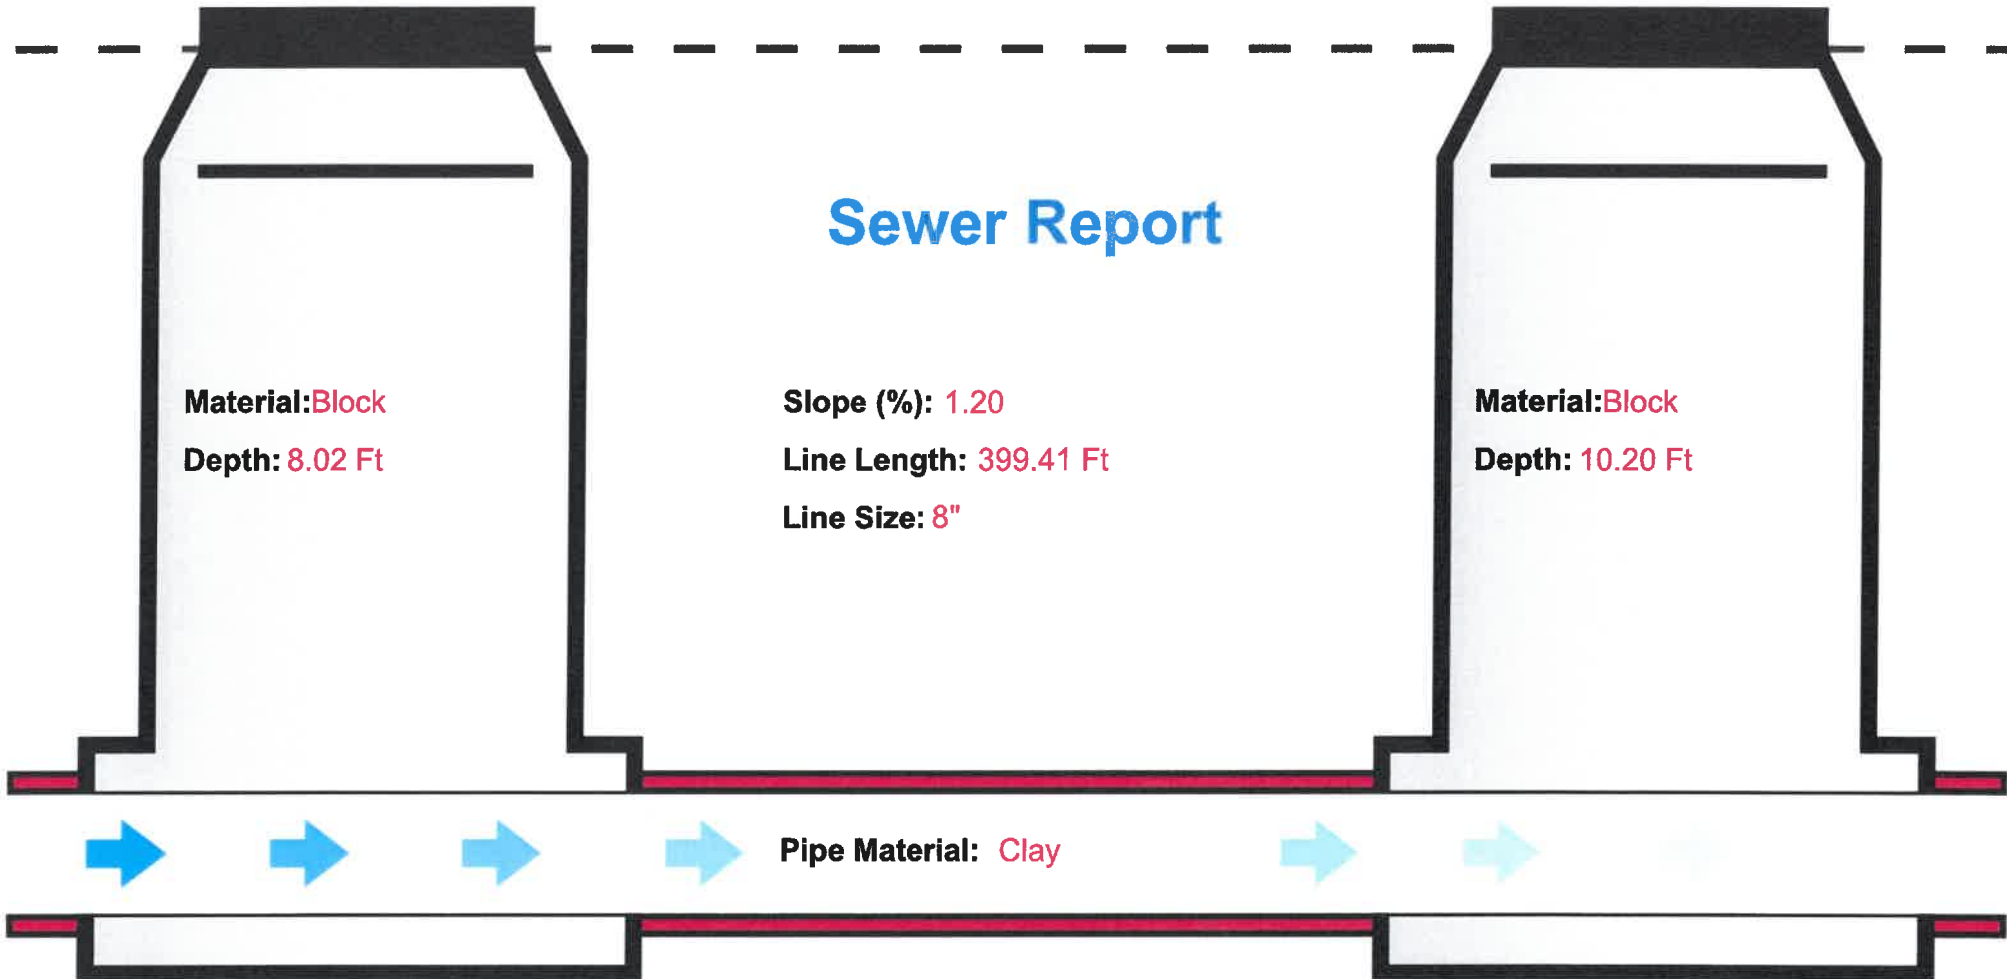 Sewer Report
Material:Block
Depth: 8.02 Ft
Slope (%): 1.20
Line Length: 399.41 Ft
Line Size: 8"
Material:Block
Depth: 10.20 Ft
Pipe Material: Clay